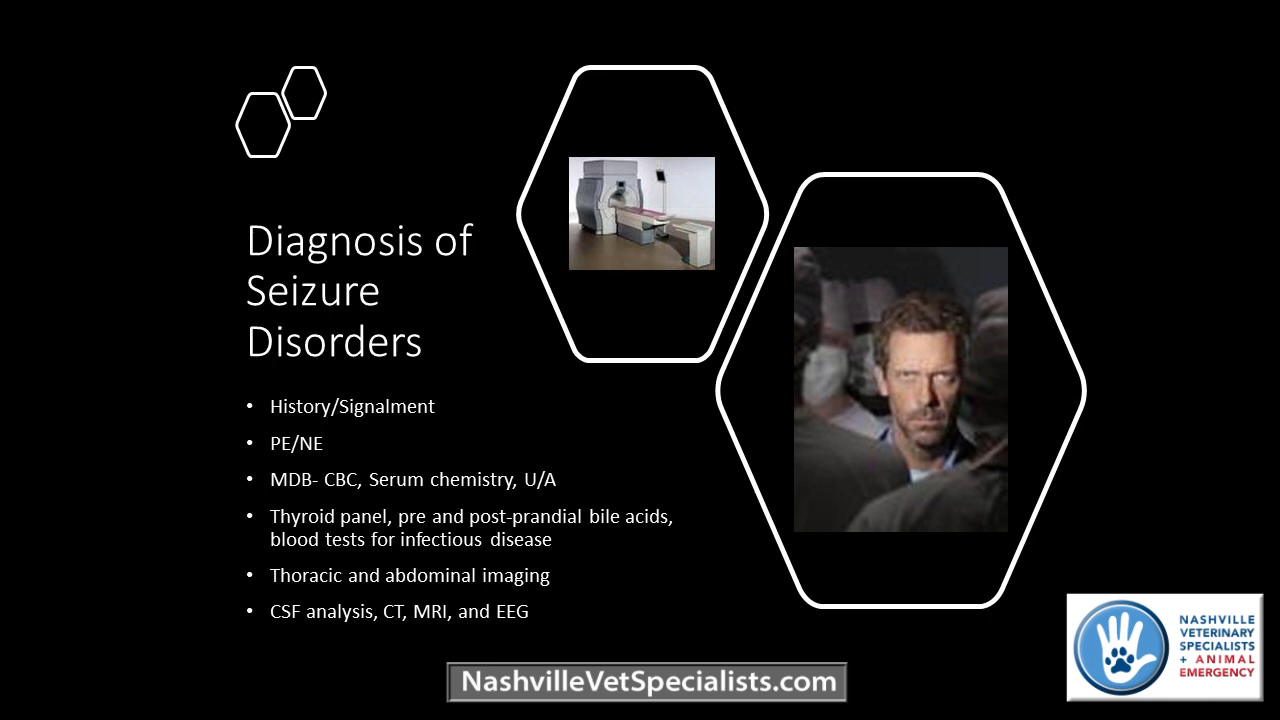 Diagnosis of
Seizure
Disorders
• History/Signalment
• PE/NE
• MDB- CBC, Serum chemistry, U/A
• Thyroid panel, pre and post-prandial bile acids,
blood tests for infectious disease
• Thoracic and abdominal imaging
• CSF analysis, CT, MRI, and EEG
NASHVILLE
VETERINARY
SPECIALISTS
+ ANIMAL
EMERGENCY
NashvilleVetSpecialists.com